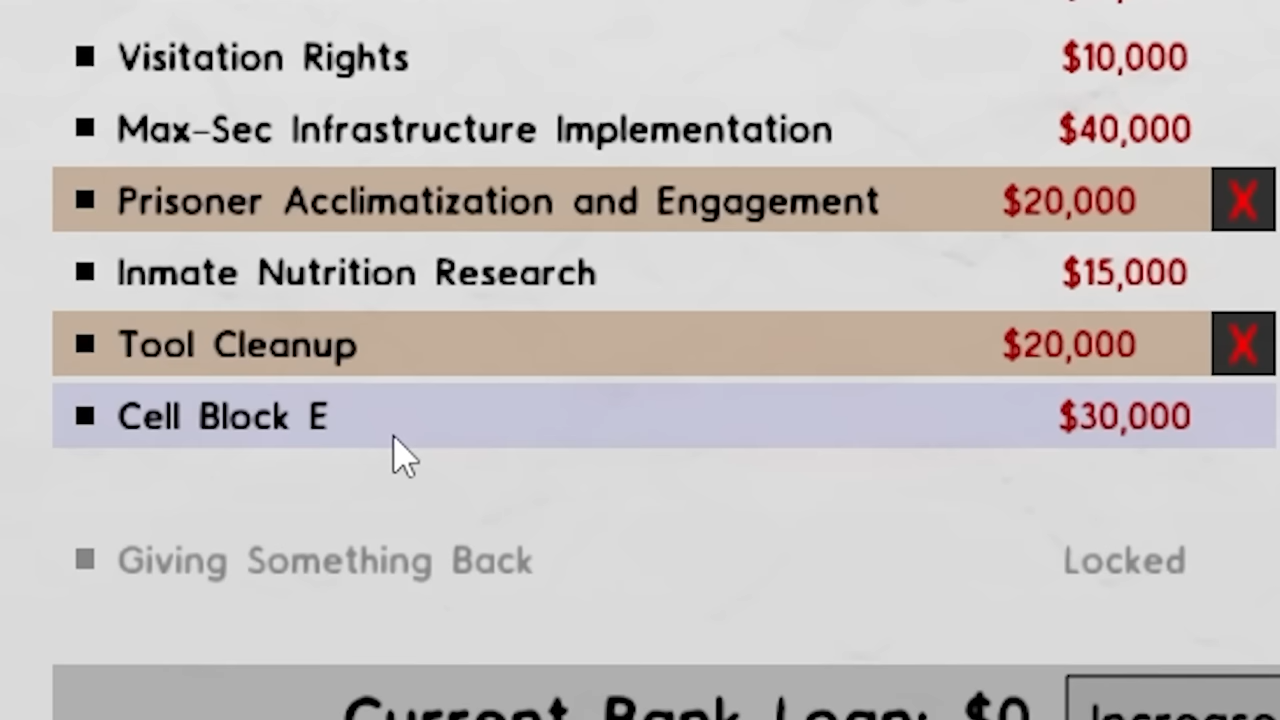 Visitation Rights $10,000
Max-Sec Infrastructure Implementation $40,000
Prisoner Acclimatization and Engagement $20,000 X
Inmate Nutrition Research $15,000
Tool Cleanup $20,000 X
Cell Block E $30,000
Giving Something Back Locked
Current Bank Loan: $0 Increase